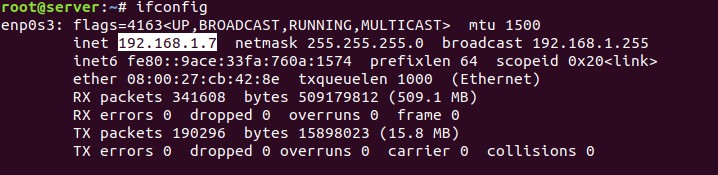 root@server:~# ifconfig
enp0s3: flags=4163<UP,BROADCAST,RUNNING,MULTICAST>  mtu 1500
        inet 192.168.1.7  netmask 255.255.255.0  broadcast 192.168.1.255
        inet6 fe80::9ace:33fa:760a:1574  prefixlen 64  scopeid 0x20<link>
        ether 08:00:27:cb:42:8e  txqueuelen 1000  (Ethernet)
        RX packets 341608  bytes 509179812 (509.1 MB)
        RX errors 0  dropped 0  overruns 0  frame 0
        TX packets 190296  bytes 15898023 (15.8 MB)
        TX errors 0  dropped 0 overruns 0  carrier 0  collisions 0